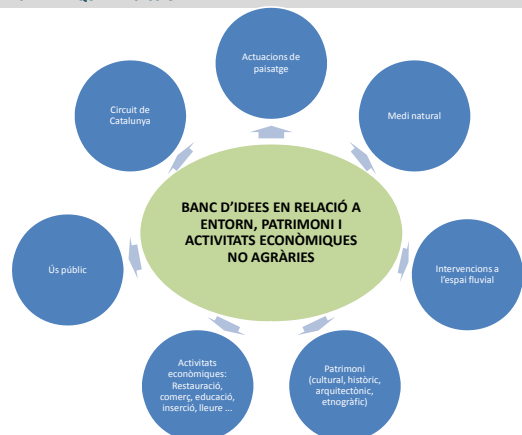 Actuacions de
paisatge
Circuit de
Catalunya
Medi natural
BANC D'IDEES EN RELACIÓ A
ENTORN, PATRIMONI I
ACTIVITATS ECONÒMIQUES
NO AGRÀRIES
Ús públic
Intervencions a
l'espai fluvial
Activitats
econòmiques:
Restauració,
comerç, educació,
inserció, lleure ...
Patrimoni
(cultural, històric,
arquitectònic,
etnogràfic)